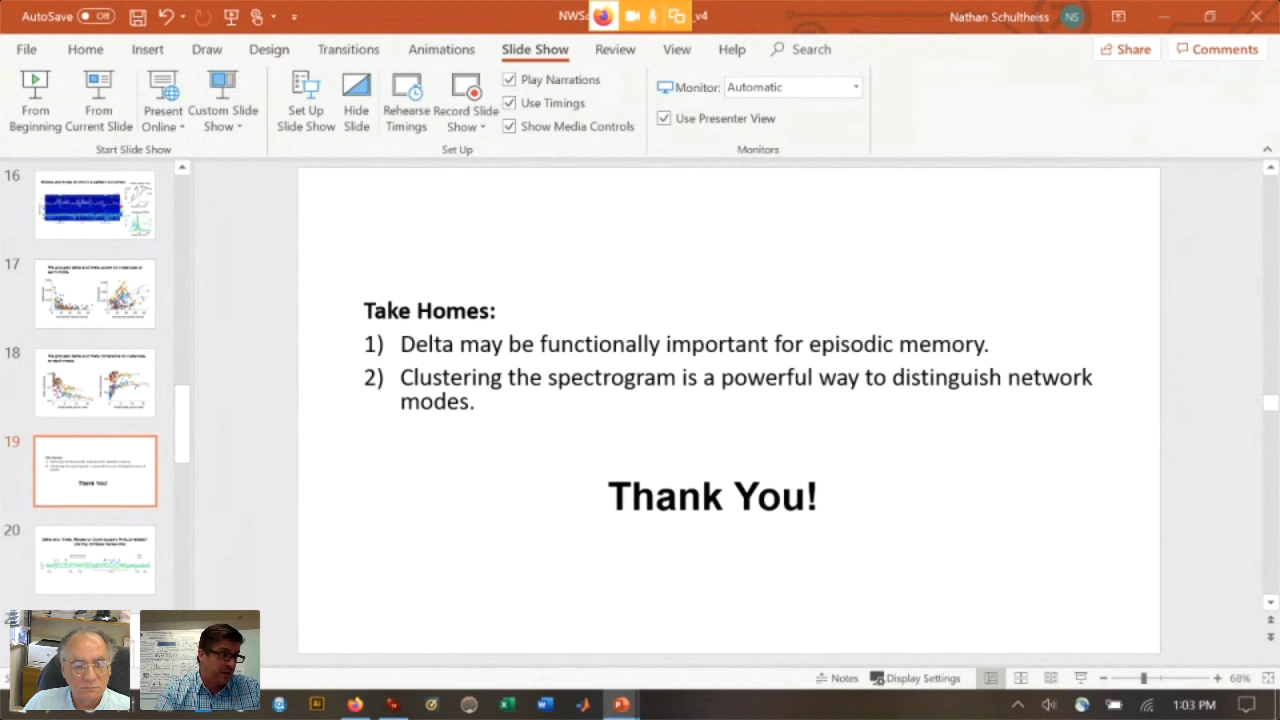 AutoSave Off
NWS
_v4
Nathan Schultheiss
NS
File Home Insert Draw Design Transitions Animations Slide Show Review View Help Search
Share Comments
From Beginning
From Current Slide
Present Online
Custom Slide Show
Set Up Slide Show
Hide Slide
Rehearse Timings
Record Slide Show
Play Narrations
Use Timings
Show Media Controls
Monitor: Automatic
Use Presenter View
Start Slide Show
Set Up
Monitors
16
17
18
19
Thank You!
20
Take Homes:
1) Delta may be functionally important for episodic memory.
2) Clustering the spectrogram is a powerful way to distinguish network
modes.
Thank You!
Notes Display Settings 68%
1:03 PM